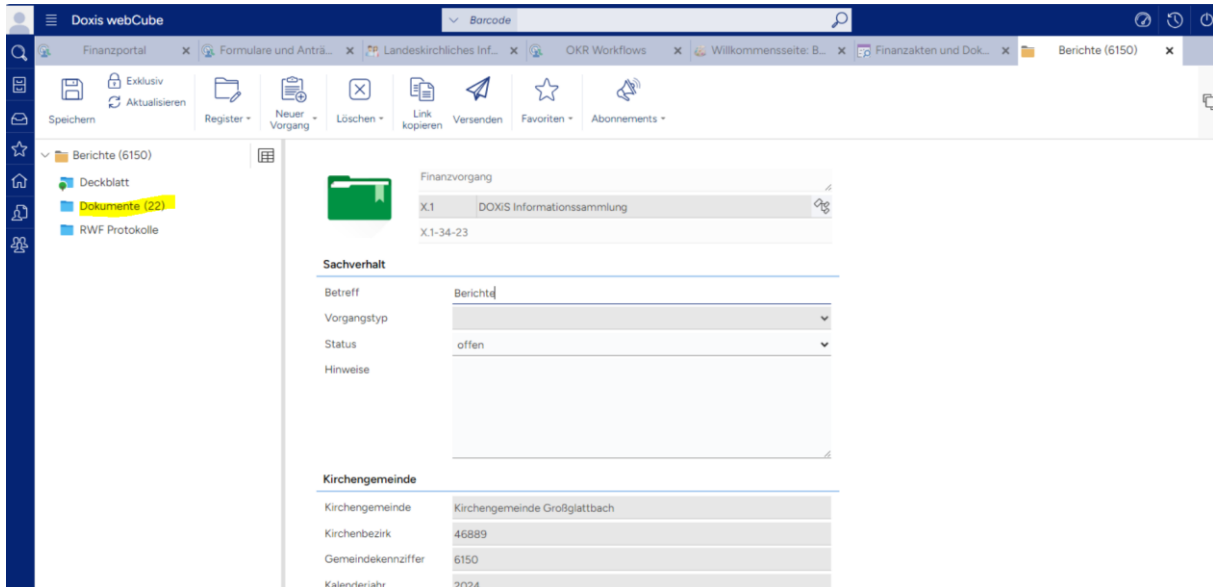 Doxis webCube
Barcode
Finanzportal
Formulare und Anträ...
Landeskirchliches Inf...
OKR Workflows
Willkommensseite: B...
Finanzakten und Dok...
Berichte (6150)
Speichern
Exklusiv
Aktualisieren
Register
Neuer
Vorgang
Löschen
Link
kopieren
Versenden
Favoriten
Abonnements
Berichte (6150)
Deckblatt
Dokumente (22)
RWF Protokolle
Finanzvorgang
X.1 DOXiS Informationssammlung
X.1-34-23
Sachverhalt
Betreff Berichte
Vorgangstyp
Status offen
Hinweise
Kirchengemeinde
Kirchengemeinde Kirchengemeinde Großglattbach
Kirchenbezirk 46889
Gemeindekennziffer 6150
Kalenderjahr 2024